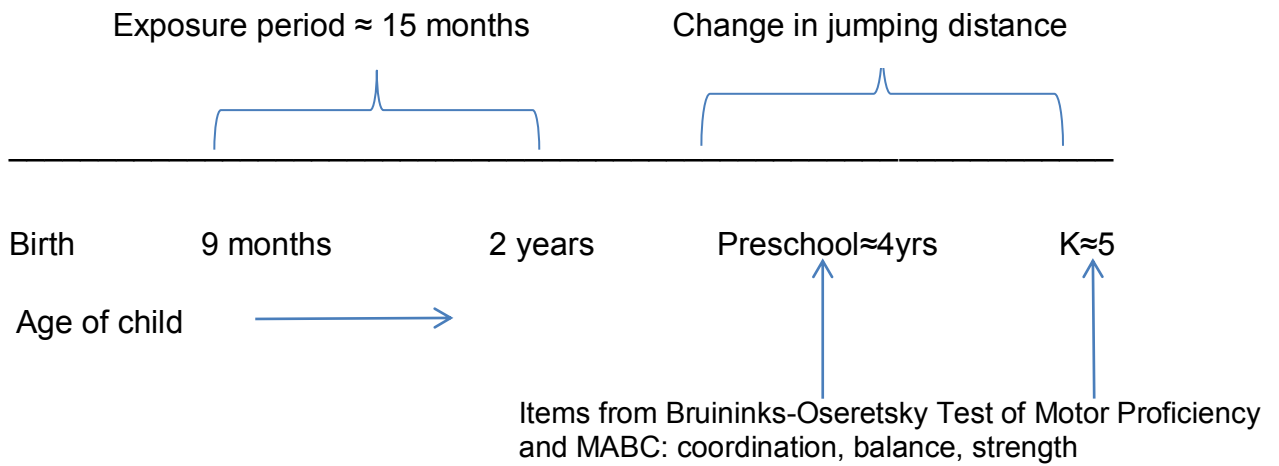 Exposure period ≈ 15 months Change in jumping distance
Birth 9 months 2 years Preschool≈4yrs K≈5
Age of child
Items from Bruininks-Oseretsky Test of Motor Proficiency
and MABC: coordination, balance, strength